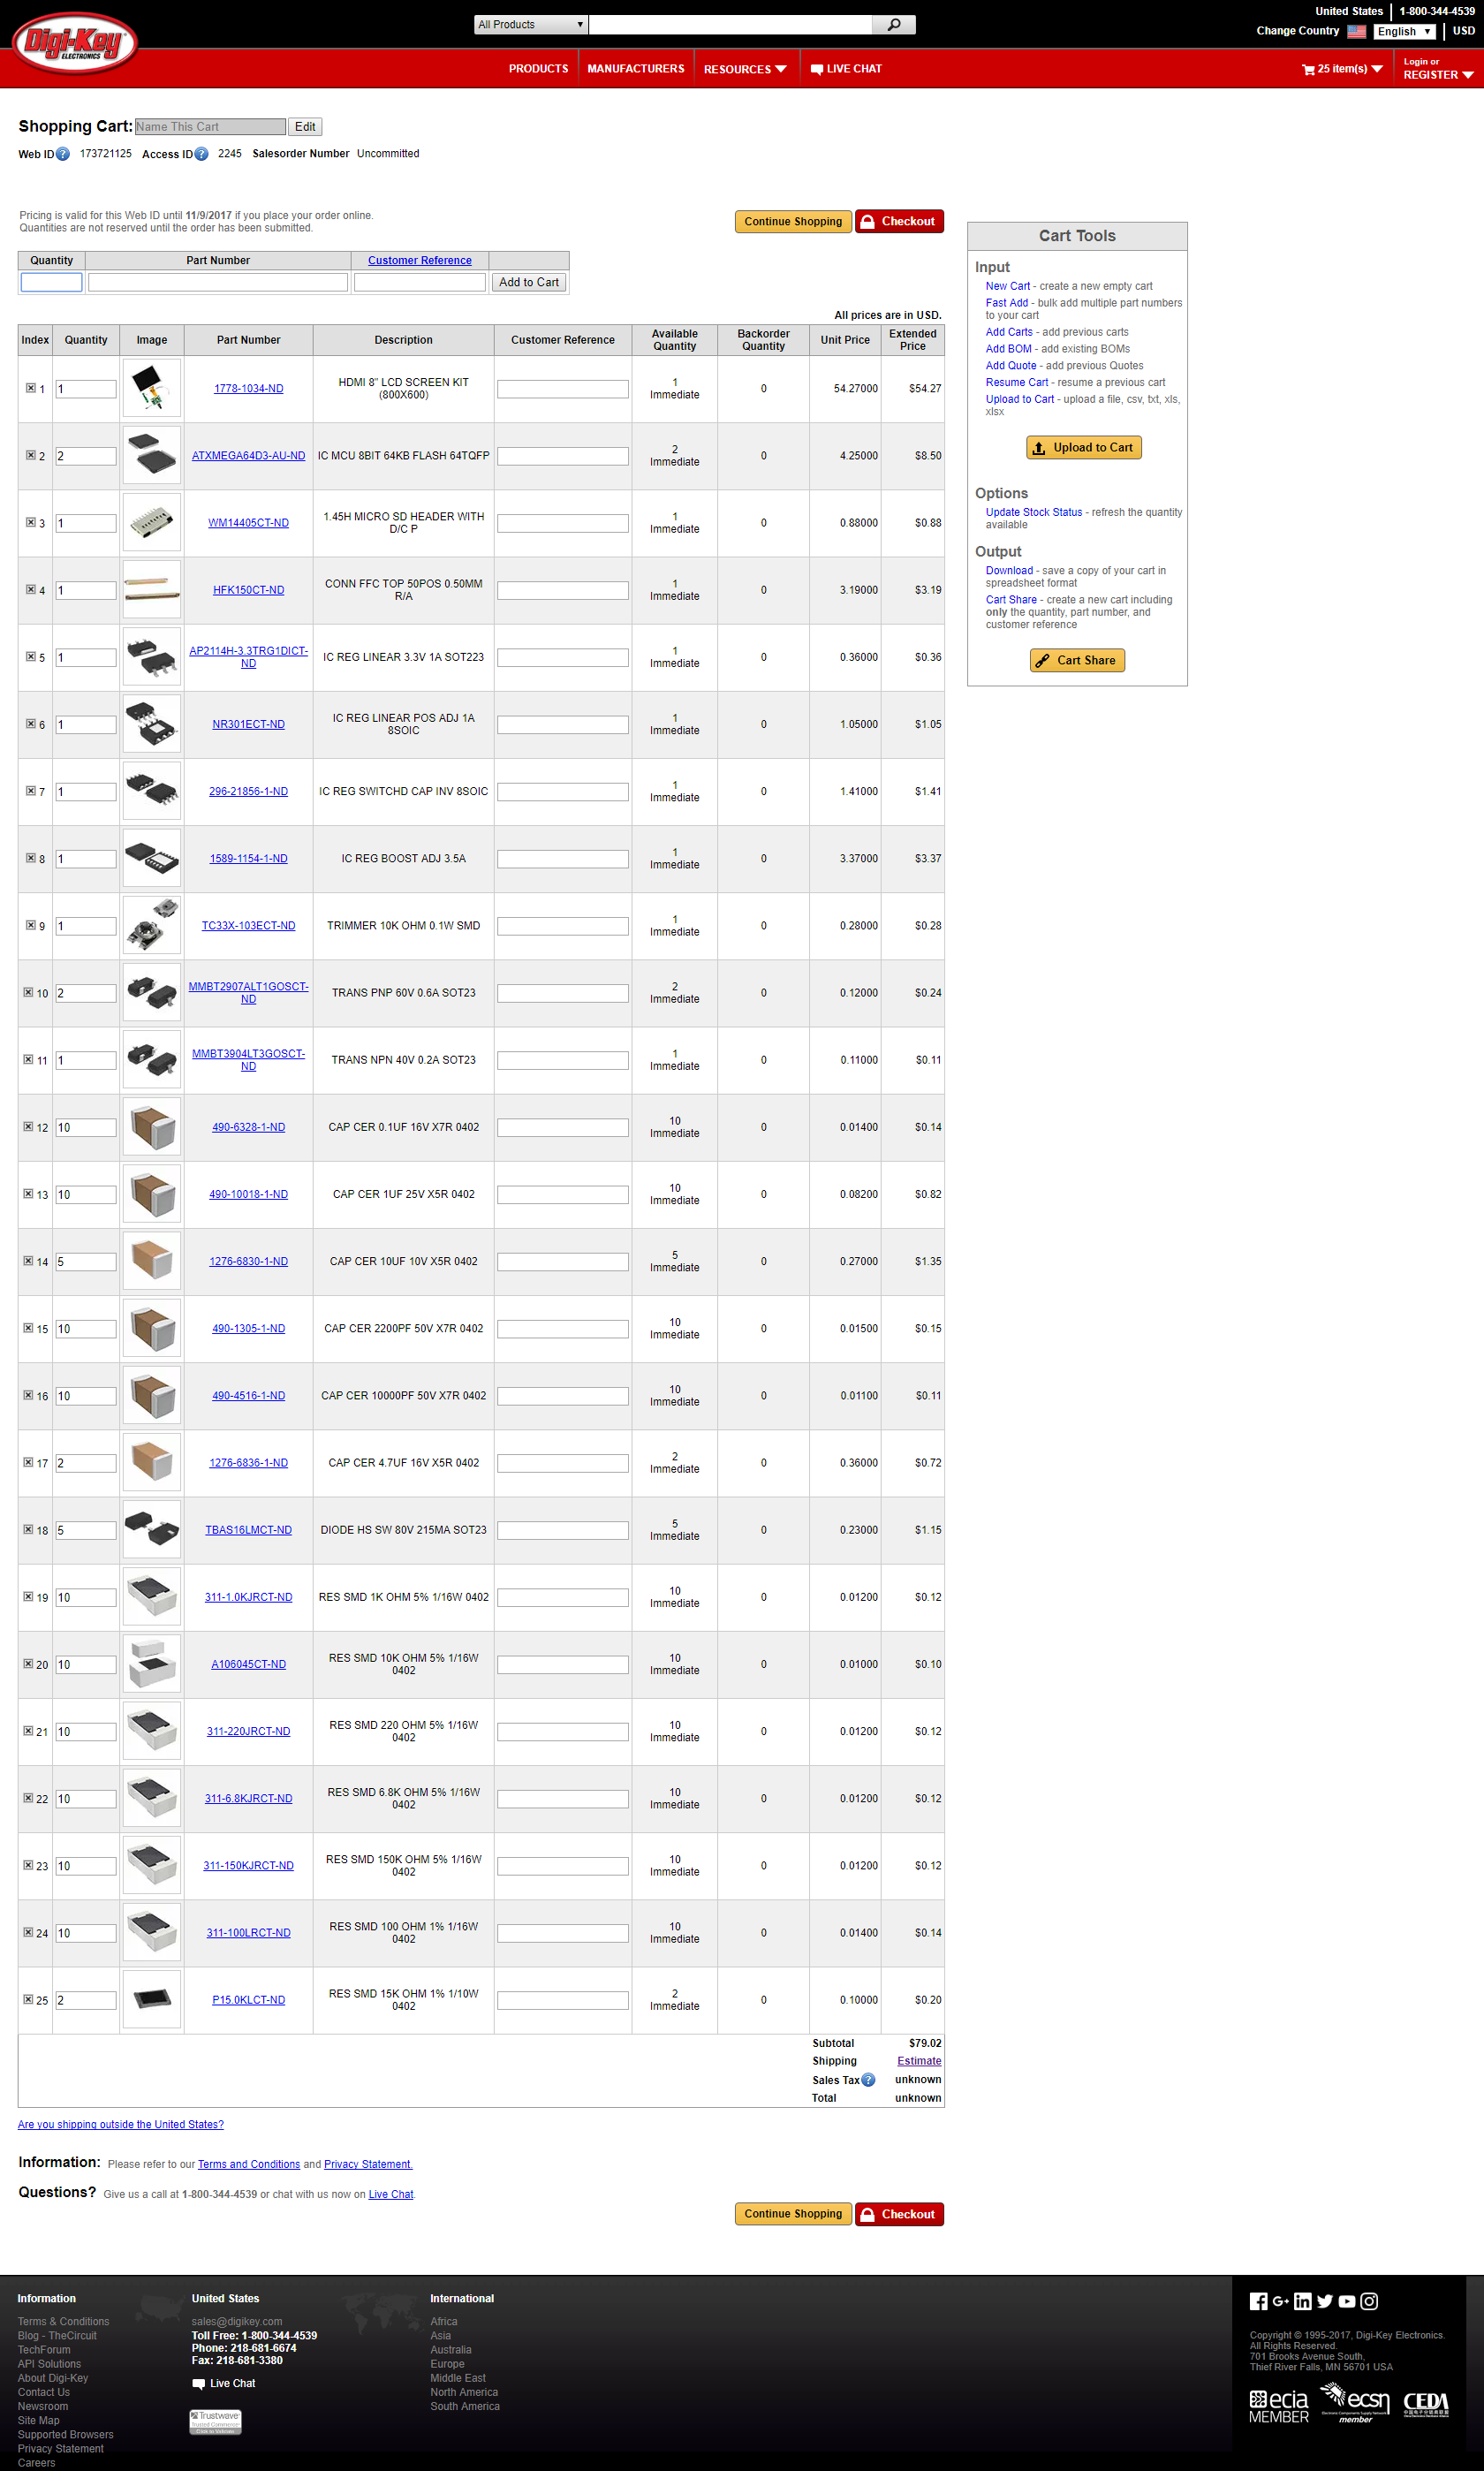 Digi-Key
ELECTRONICS
All Products
United States 1-800-344-4539
Change Country English USD
PRODUCTS MANUFACTURERS RESOURCES LIVE CHAT
25 item(s)
Login or
REGISTER
Shopping Cart: Name This Cart Edit
Web ID ? 173721125 Access ID ? 2245 Salesorder Number Uncommitted
Pricing is valid for this Web ID until 11/9/2017 if you place your order online.
Quantities are not reserved until the order has been submitted.
Continue Shopping Checkout
Quantity Part Number Customer Reference
Add to Cart
All prices are in USD.
Index Quantity Image Part Number Description Customer Reference Available Quantity Backorder Quantity Unit Price Extended Price
1 1 1778-1034-ND HDMI 8" LCD SCREEN KIT (800X600) 1 Immediate 0 54.27000 $54.27
2 2 ATXMEGA64D3-AU-ND IC MCU 8BIT 64KB FLASH 64TQFP 2 Immediate 0 4.25000 $8.50
3 1 WM14405CT-ND 1.45H MICRO SD HEADER WITH D/C P 1 Immediate 0 0.88000 $0.88
4 1 HFK150CT-ND CONN FFC TOP 50POS 0.50MM R/A 1 Immediate 0 3.19000 $3.19
5 1 AP2114H-3.3TRG1DICT-ND IC REG LINEAR 3.3V 1A SOT223 1 Immediate 0 0.36000 $0.36
6 1 NR301ECT-ND IC REG LINEAR POS ADJ 1A 8SOIC 1 Immediate 0 1.05000 $1.05
7 1 296-21856-1-ND IC REG SWITCHD CAP INV 8SOIC 1 Immediate 0 1.41000 $1.41
8 1 1589-1154-1-ND IC REG BOOST ADJ 3.5A 1 Immediate 0 3.37000 $3.37
9 1 TC33X-103ECT-ND TRIMMER 10K OHM 0.1W SMD 1 Immediate 0 0.28000 $0.28
10 2 MMBT2907ALT1GOSCT-ND TRANS PNP 60V 0.6A SOT23 2 Immediate 0 0.12000 $0.24
11 1 MMBT3904LT3GOSCT-ND TRANS NPN 40V 0.2A SOT23 1 Immediate 0 0.11000 $0.11
12 10 490-6328-1-ND CAP CER 0.1UF 16V X7R 0402 10 Immediate 0 0.01400 $0.14
13 10 490-10018-1-ND CAP CER 1UF 25V X5R 0402 10 Immediate 0 0.08200 $0.82
14 5 1276-6830-1-ND CAP CER 10UF 10V X5R 0402 5 Immediate 0 0.27000 $1.35
15 10 490-1305-1-ND CAP CER 2200PF 50V X7R 0402 10 Immediate 0 0.01500 $0.15
16 10 490-4516-1-ND CAP CER 10000PF 50V X7R 0402 10 Immediate 0 0.01100 $0.11
17 2 1276-6836-1-ND CAP CER 4.7UF 16V X5R 0402 2 Immediate 0 0.36000 $0.72
18 5 TBAS16LMCT-ND DIODE HS SW 80V 215MA SOT23 5 Immediate 0 0.23000 $1.15
19 10 311-1.0KJRCT-ND RES SMD 1K OHM 5% 1/16W 0402 10 Immediate 0 0.01200 $0.12
20 10 A106045CT-ND RES SMD 10K OHM 5% 1/16W 0402 10 Immediate 0 0.01000 $0.10
21 10 311-220JRCT-ND RES SMD 220 OHM 5% 1/16W 0402 10 Immediate 0 0.01200 $0.12
22 10 311-6.8KJRCT-ND RES SMD 6.8K OHM 5% 1/16W 0402 10 Immediate 0 0.01200 $0.12
23 10 311-150KJRCT-ND RES SMD 150K OHM 5% 1/16W 0402 10 Immediate 0 0.01200 $0.12
24 10 311-100LRCT-ND RES SMD 100 OHM 1% 1/16W 0402 10 Immediate 0 0.01400 $0.14
25 2 P15.0KLCT-ND RES SMD 15K OHM 1% 1/10W 0402 2 Immediate 0 0.10000 $0.20
Subtotal $79.02
Shipping Estimate
Sales Tax ? unknown
Total unknown
Cart Tools
Input
New Cart - create a new empty cart
Fast Add - bulk add multiple part numbers
to your cart
Add Carts - add previous carts
Add BOM - add existing BOMs
Add Quote - add previous Quotes
Resume Cart - resume a previous cart
Upload to Cart - upload a file, csv, txt, xls,
xlsx
Upload to Cart
Options
Update Stock Status - refresh the quantity
available
Output
Download - save a copy of your cart in
spreadsheet format
Cart Share - create a new cart including
only the quantity, part number, and
customer reference
Cart Share
Are you shipping outside the United States?
Information: Please refer to our Terms and Conditions and Privacy Statement.
Questions? Give us a call at 1-800-344-4539 or chat with us now on Live Chat.
Continue Shopping Checkout
Information
Terms & Conditions
Blog - TheCircuit
TechForum
API Solutions
About Digi-Key
Contact Us
Newsroom
Site Map
Supported Browsers
Privacy Statement
Careers
United States
sales@digikey.com
Toll Free: 1-800-344-4539
Phone: 218-681-6674
Fax: 218-681-3380
Live Chat
Trustwave
International
Africa
Asia
Australia
Europe
Middle East
North America
South America
Copyright © 1995-2017, Digi-Key Electronics.
All Rights Reserved.
701 Brooks Avenue South,
Thief River Falls, MN 56701 USA
ecia
MEMBER
ecsn
member
CEDA